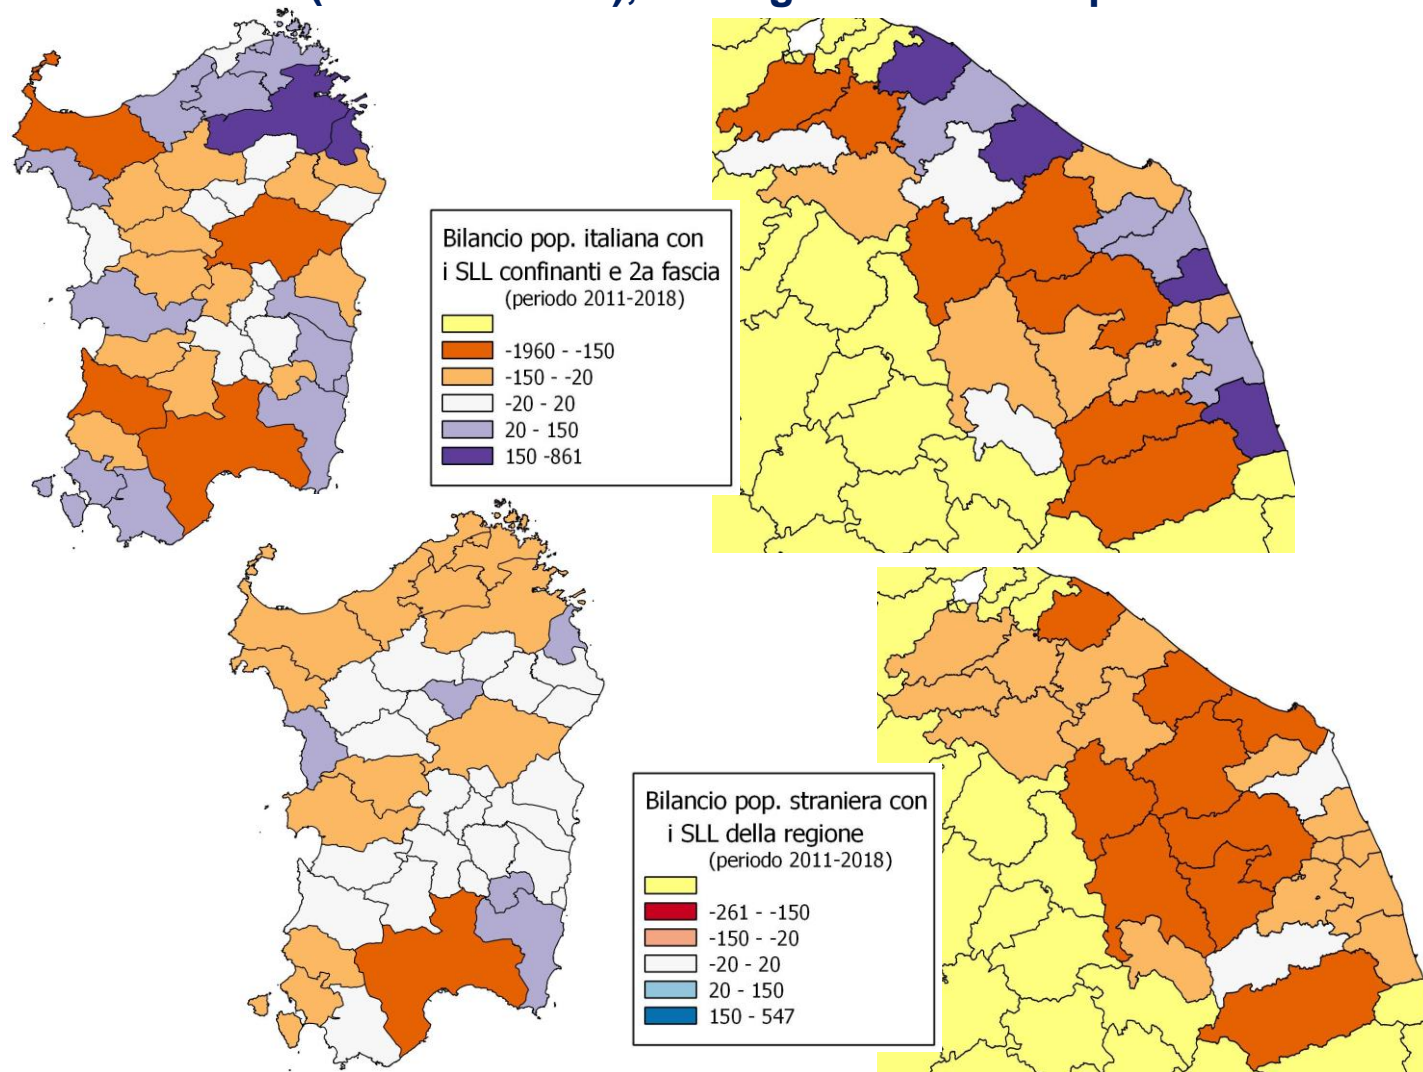 Bilancio pop. italiana con
i SLL confinanti e 2a fascia
(periodo 2011-2018)
-1960 - -150
-150 - -20
-20 - 20
20 - 150
150 -861
Bilancio pop. straniera con
i SLL della regione
(periodo 2011-2018)
-261 - -150
-150 - -20
-20 - 20
20 - 150
150 - 547